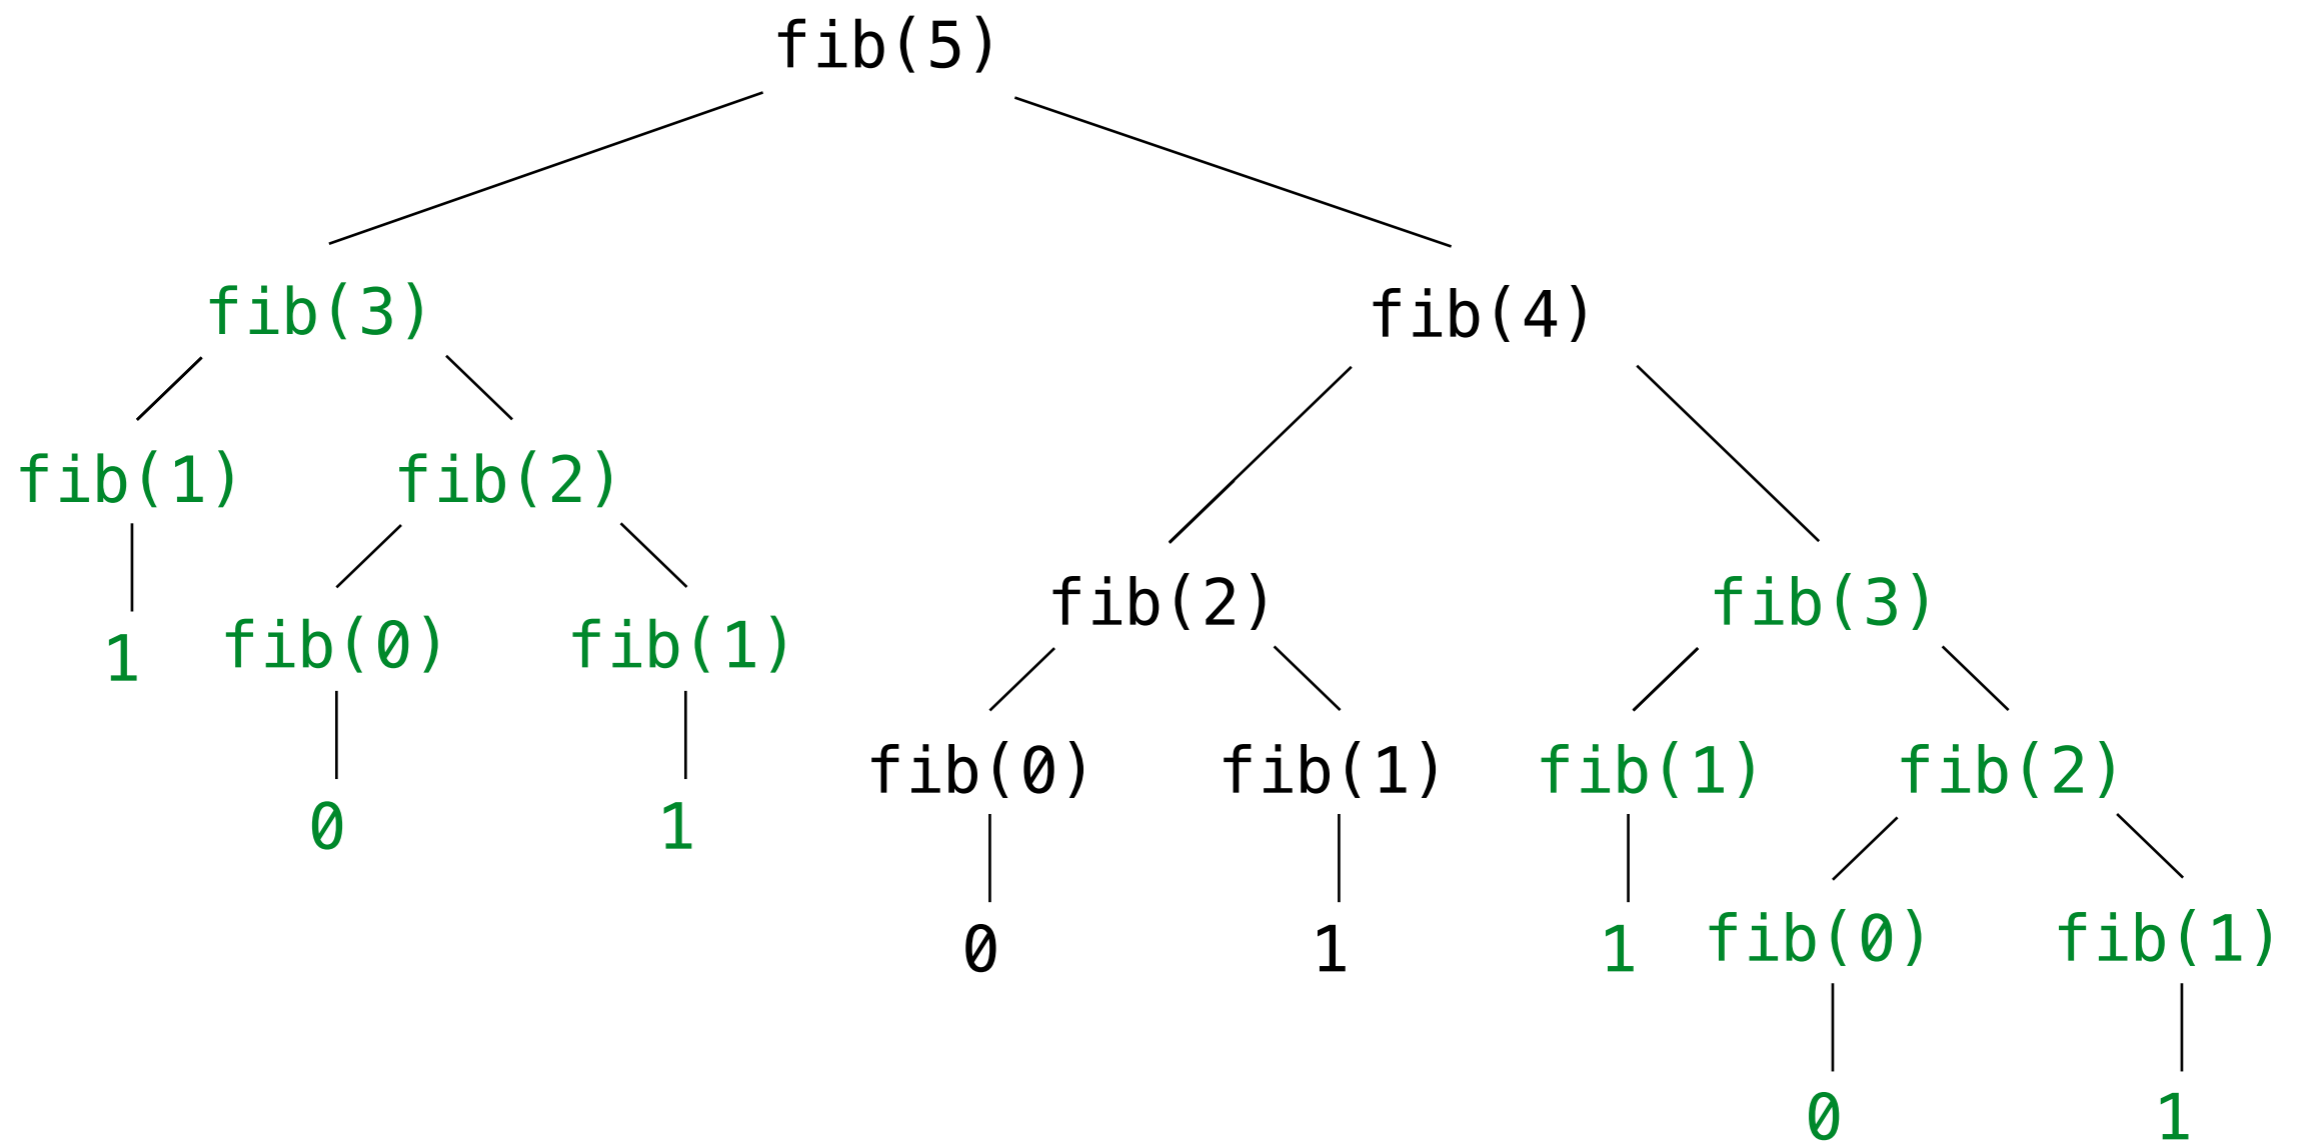 fib(5)
fib(3) fib(4)
fib(1) fib(2)
fib(2) fib(3)
1 fib(0) fib(1)
fib(0) fib(1) fib(1) fib(2)
0 1
0 1 1 fib(0) fib(1)
0 1